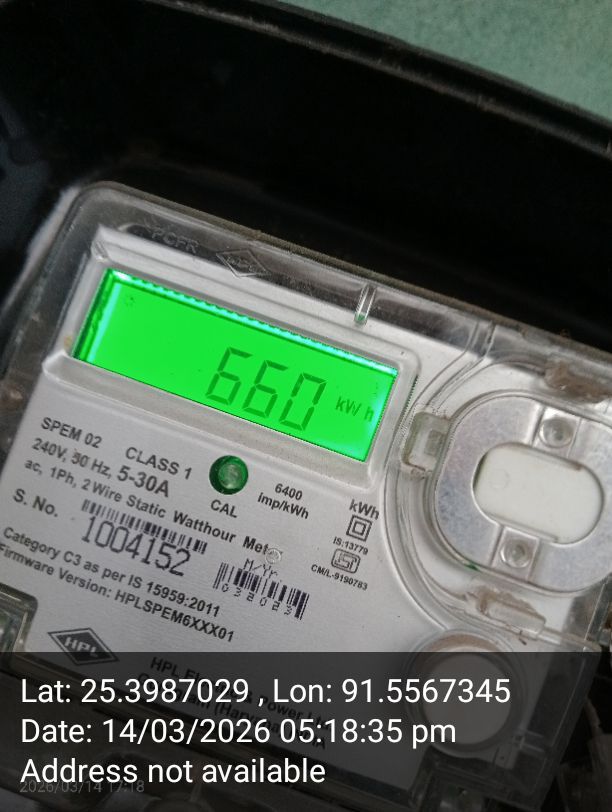 660 kWh
SPEM 02 CLASS 1
240V, 50 Hz, 5-30A
ac, 1Ph, 2 Wire Static Watthour Met
CAL
6400
imp/kWh
kWh
IS:13779
CM/L-9190783
S. No.
1004152
M/Yr.
Category C3 as per IS 15959:2011
Firmware Version: HPLSPEM6XXX01
HPL
Lat: 25.3987029 , Lon: 91.5567345
Date: 14/03/2026 05:18:35 pm
Address not available
2026/03/14 17:18